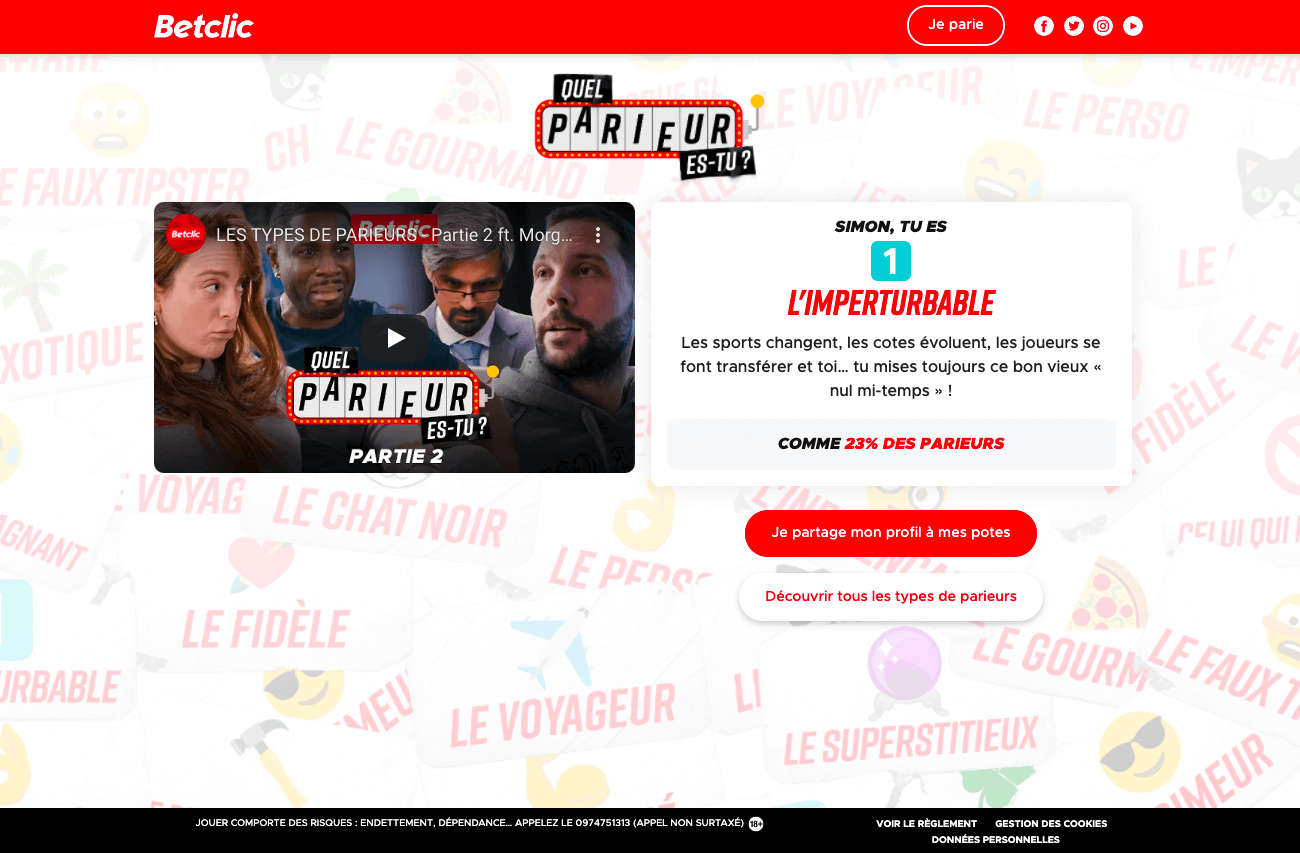 Betclic
Je parie
QUEL
PARIEUR
ES-TU ?
Betclic
LES TYPES DE PARIEURS - Partie 2 ft. Morg...
Betclic
QUEL
PARIEUR
ES-TU ?
PARTIE 2
SIMON, TU ES
1
L'IMPERTURBABLE
Les sports changent, les cotes évoluent, les joueurs se
font transférer et toi... tu mises toujours ce bon vieux «
nul mi-temps » !
COMME 23% DES PARIEURS
Je partage mon profil à mes potes
Découvrir tous les types de parieurs
LE VOYAGEUR
LE PERSO
CH
LE GOURMAND
LE FAUX TIPSTER
XOTIQUE
LE
FIDÈLE
LE VOYAG
LE CHAT NOIR
AGNANT
LE PERS
CELUI QUI
LE FIDÈLE
URBABLE
LE VOYAGEUR
LE GOURM
LE FAUX T
LE SUPERSTITIEUX
JOUER COMPORTE DES RISQUES : ENDETTEMENT, DÉPENDANCE... APPELEZ LE 0974751313 (APPEL NON SURTAXÉ) 18+
VOIR LE RÈGLEMENT GESTION DES COOKIES
DONNÉES PERSONNELLES